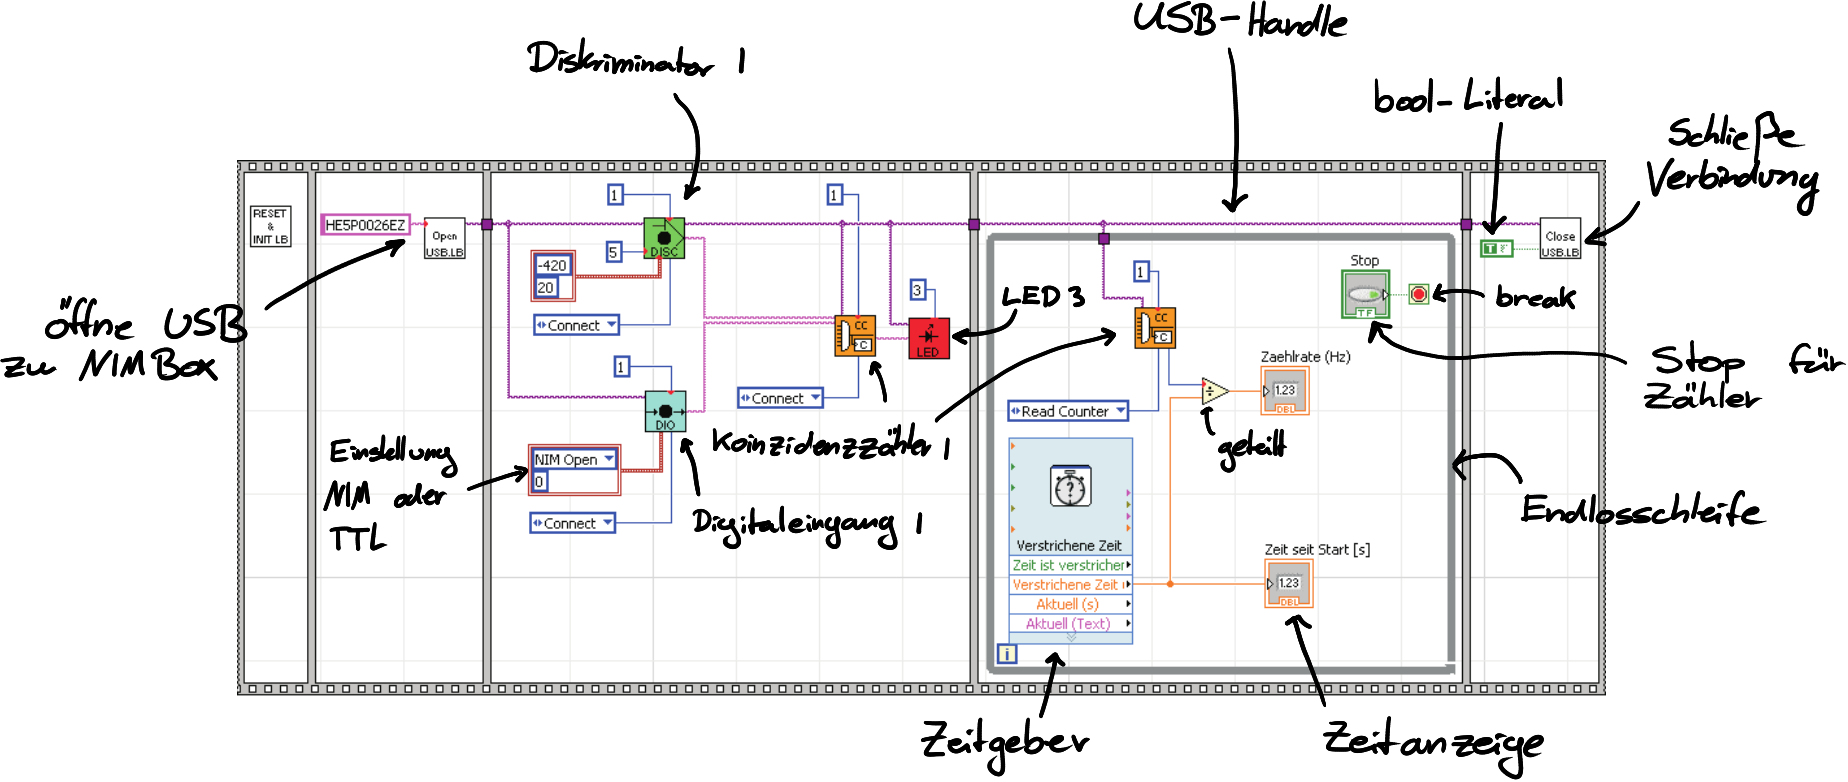 USB-Handle
Diskriminator 1
bool-Literal
Schließe
Verbindung
RESET
&
INIT LB
HESP0026EZ
Open
USB.LB
1
DISC
5
-420
20
Connect
1
DIO
NIM Open
0
Connect
1
CC
C
Connect
3
LED
LED 3
1
CC
C
Read Counter
Stop
TF
break
Zaehlrate (Hz)
1.23
DBL
T F
Close
USB.LB
öffne USB
zu NIMBox
Einstellung
NIM oder
TTL
Koinzidenzzähler 1
Digitaleingang 1
geteilt
Stop für
Zähler
Endlosschleife
?
Verstrichene Zeit
Zeit ist verstrichen
Verstrichene Zeit
Aktuell (s)
Aktuell (Text)
Zeit seit Start [s]
1.23
DBL
i
Zeitgeber
Zeitanzeige